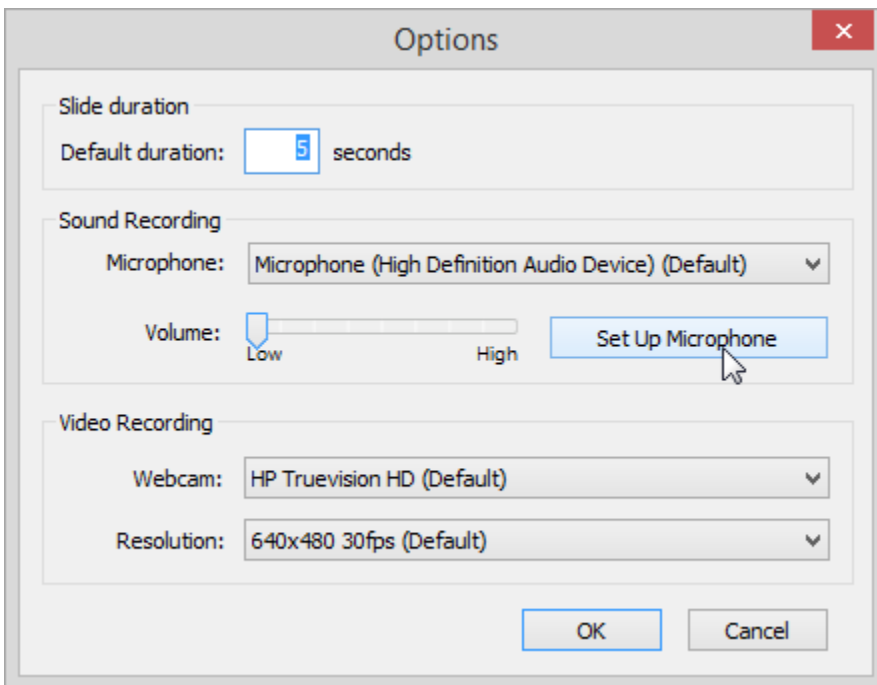 Options
Slide duration
Default duration: 5 seconds
Sound Recording
Microphone: Microphone (High Definition Audio Device) (Default)
Volume: Low High Set Up Microphone
Video Recording
Webcam: HP Truevision HD (Default)
Resolution: 640x480 30fps (Default)
OK Cancel